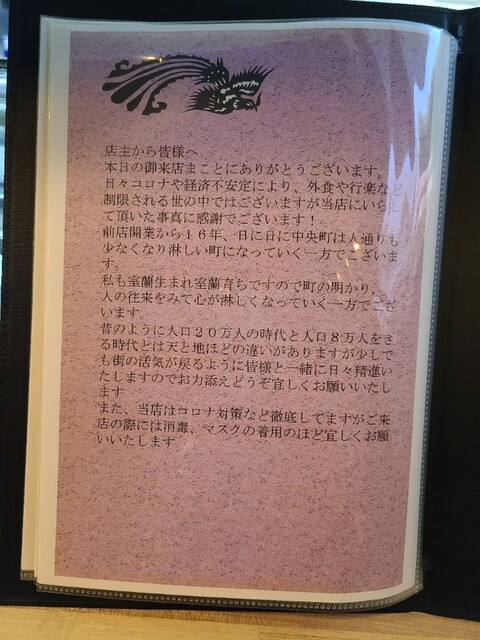 店主から皆様へ
本日の御来店まことにありがとうございます。
日々コロナや経済不安定により、外食や行楽など
制限される世の中ではございますが当店にいらし
て頂いた事真に感謝でございます！
前店開業から１６年、日に日に中央町は人通りも
少なくなり淋しい町になっていく一方でございま
す。
私も室蘭生まれ室蘭育ちですので町の明かり，
人の往来をみて心が淋しくなっていく一方でござ
います。
昔のように人口２０万人の時代と人口８万人をき
る時代とは天と地ほどの違いがありますが少しで
も街の活気が戻るように皆様と一緒に日々精進い
たしますのでお力添えどうぞ宜しくお願いいたし
ます
また、当店はコロナ対策など徹底してますがご来
店の際には消毒、マスクの着用のほど宜しくお願
いいたします